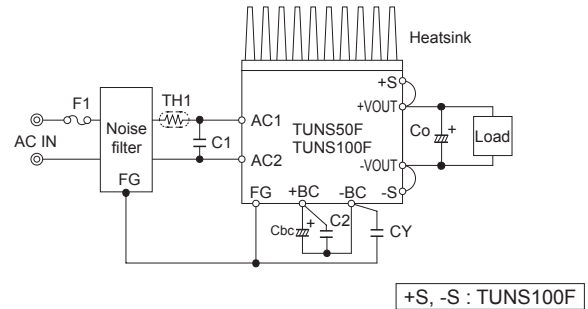 Heatsink
+S
F1
TH1
+VOUT
AC1
Noise
filter
C1
TUNS50F
TUNS100F
Co
+
Load
AC IN
AC2
-VOUT
FG
FG
+BC
-BC
-S
Cbc
+
C2
CY
+S, -S : TUNS100F